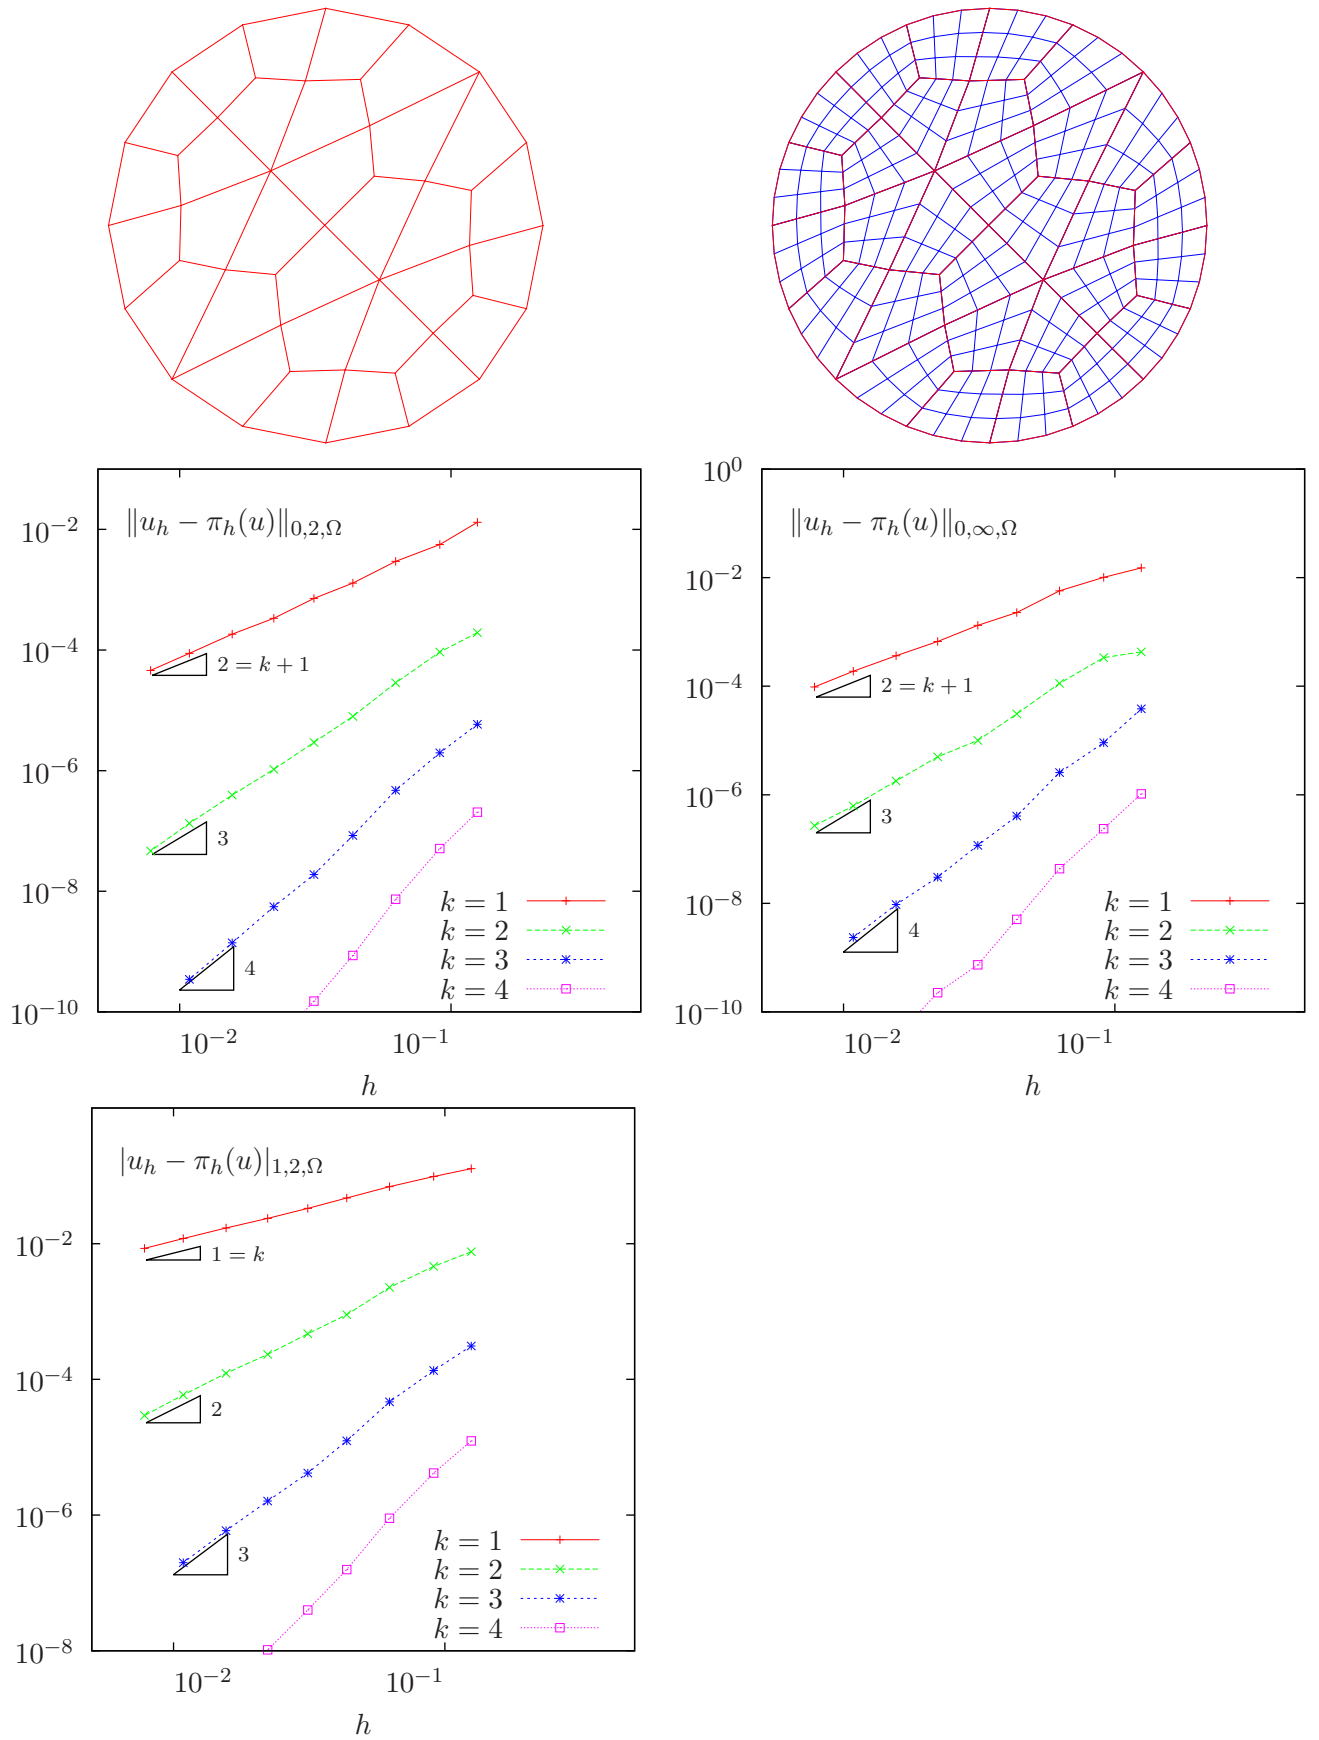 ‖u_h − π_h(u)‖_{0,2,Ω}
10^{−2}
10^{−4}
10^{−6}
10^{−8}
10^{−10}
2 = k + 1
3
4
k = 1
k = 2
k = 3
k = 4
10^{−2} 10^{−1}
h
‖u_h − π_h(u)‖_{0,∞,Ω}
10^{0}
10^{−2}
10^{−4}
10^{−6}
10^{−8}
10^{−10}
2 = k + 1
3
4
k = 1
k = 2
k = 3
k = 4
10^{−2} 10^{−1}
h
|u_h − π_h(u)|_{1,2,Ω}
10^{−2}
10^{−4}
10^{−6}
10^{−8}
1 = k
2
3
k = 1
k = 2
k = 3
k = 4
10^{−2} 10^{−1}
h